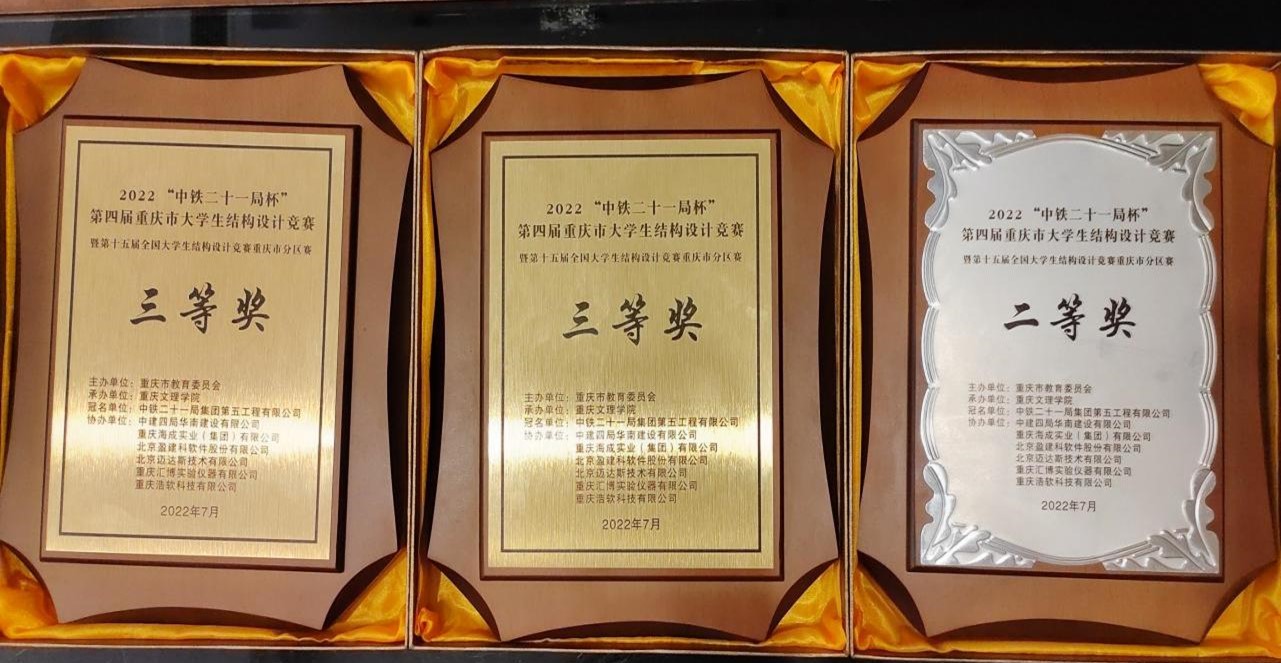 2022 “中铁二十一局杯”
第四届重庆市大学生结构设计竞赛
暨第十五届全国大学生结构设计竞赛重庆市分区赛
三等奖
主办单位：重庆市教育委员会
承办单位：重庆文理学院
冠名单位：中铁二十一局集团第五工程有限公司
协办单位：中建四局华南建设有限公司
重庆海成实业（集团）有限公司
北京盈建科软件股份有限公司
北京迈达斯技术有限公司
重庆汇博实验仪器有限公司
重庆浩软科技有限公司
2022年7月
2022 “中铁二十一局杯”
第四届重庆市大学生结构设计竞赛
暨第十五届全国大学生结构设计竞赛重庆市分区赛
三等奖
主办单位：重庆市教育委员会
承办单位：重庆文理学院
冠名单位：中铁二十一局集团第五工程有限公司
协办单位：中建四局华南建设有限公司
重庆海成实业（集团）有限公司
北京盈建科软件股份有限公司
北京迈达斯技术有限公司
重庆汇博实验仪器有限公司
重庆浩软科技有限公司
2022年7月
2022 “中铁二十一局杯”
第四届重庆市大学生结构设计竞赛
暨第十五届全国大学生结构设计竞赛重庆市分区赛
二等奖
主办单位：重庆市教育委员会
承办单位：重庆文理学院
冠名单位：中铁二十一局集团第五工程有限公司
协办单位：中建四局华南建设有限公司
重庆海成实业（集团）有限公司
北京盈建科软件股份有限公司
北京迈达斯技术有限公司
重庆汇博实验仪器有限公司
重庆浩软科技有限公司
2022年7月